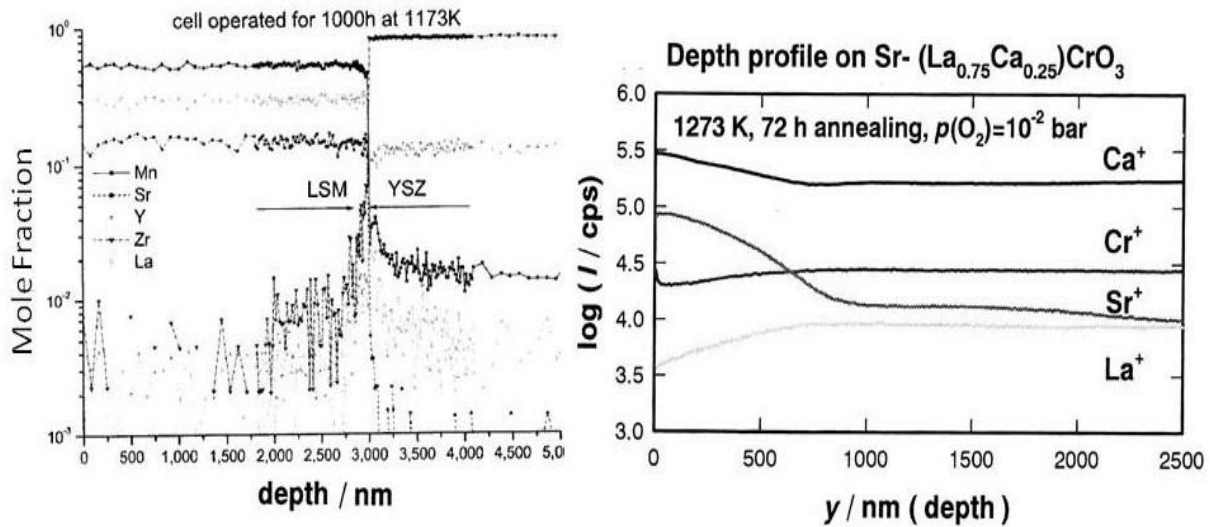 cell operated for 1000h at 1173K
10⁰
10⁻¹
10⁻²
10⁻³
Mole Fraction
LSM YSZ
Mn
Sr
Y
Zr
La
0 500 1,000 1,500 2,000 2,500 3,000 3,500 4,000 4,500 5,0
depth / nm
Depth profile on Sr- (La₀.₇₅Ca₀.₂₅)CrO₃
6.0
5.5
5.0
4.5
4.0
3.5
3.0
log ( I / cps)
1273 K, 72 h annealing, p(O₂)=10⁻² bar
Ca⁺
Cr⁺
Sr⁺
La⁺
0 500 1000 1500 2000 2500
y / nm ( depth )